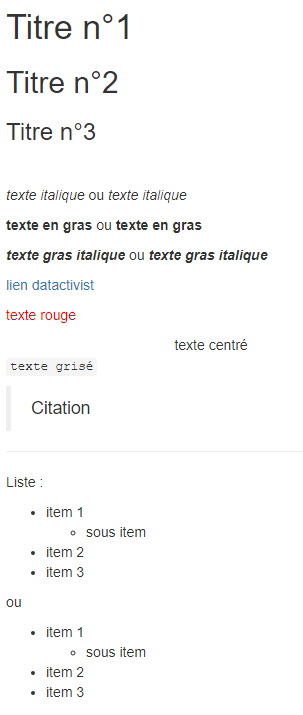 Titre n°1
Titre n°2
Titre n°3
texte italique ou texte italique
texte en gras ou texte en gras
texte gras italique ou texte gras italique
lien datactivist
texte rouge
texte centré
texte grisé
Citation
Liste :
item 1
sous item
item 2
item 3
ou
item 1
sous item
item 2
item 3